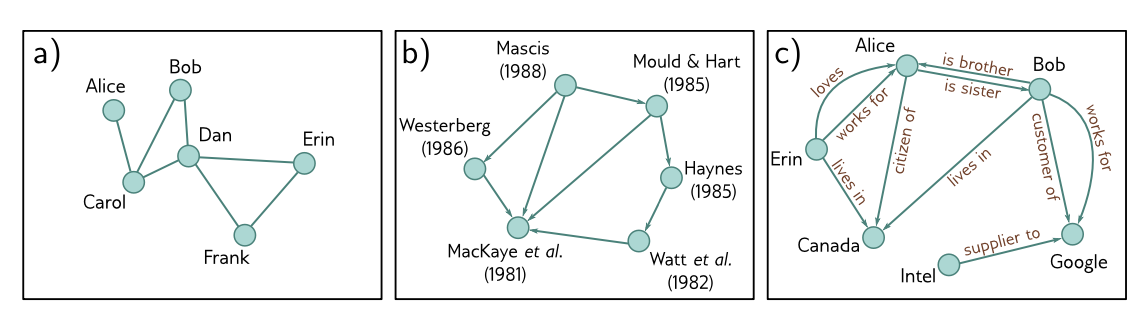 a)
Alice
Bob
Dan
Erin
Carol
Frank
b)
Mascis
(1988)
Mould & Hart
(1985)
Westerberg
(1986)
Haynes
(1985)
MacKaye et al.
(1981)
Watt et al.
(1982)
c)
Alice
Bob
is brother
is sister
loves
works for
citizen of
customer of
works for
Erin
lives in
lives in
Canada
supplier to
Intel
Google